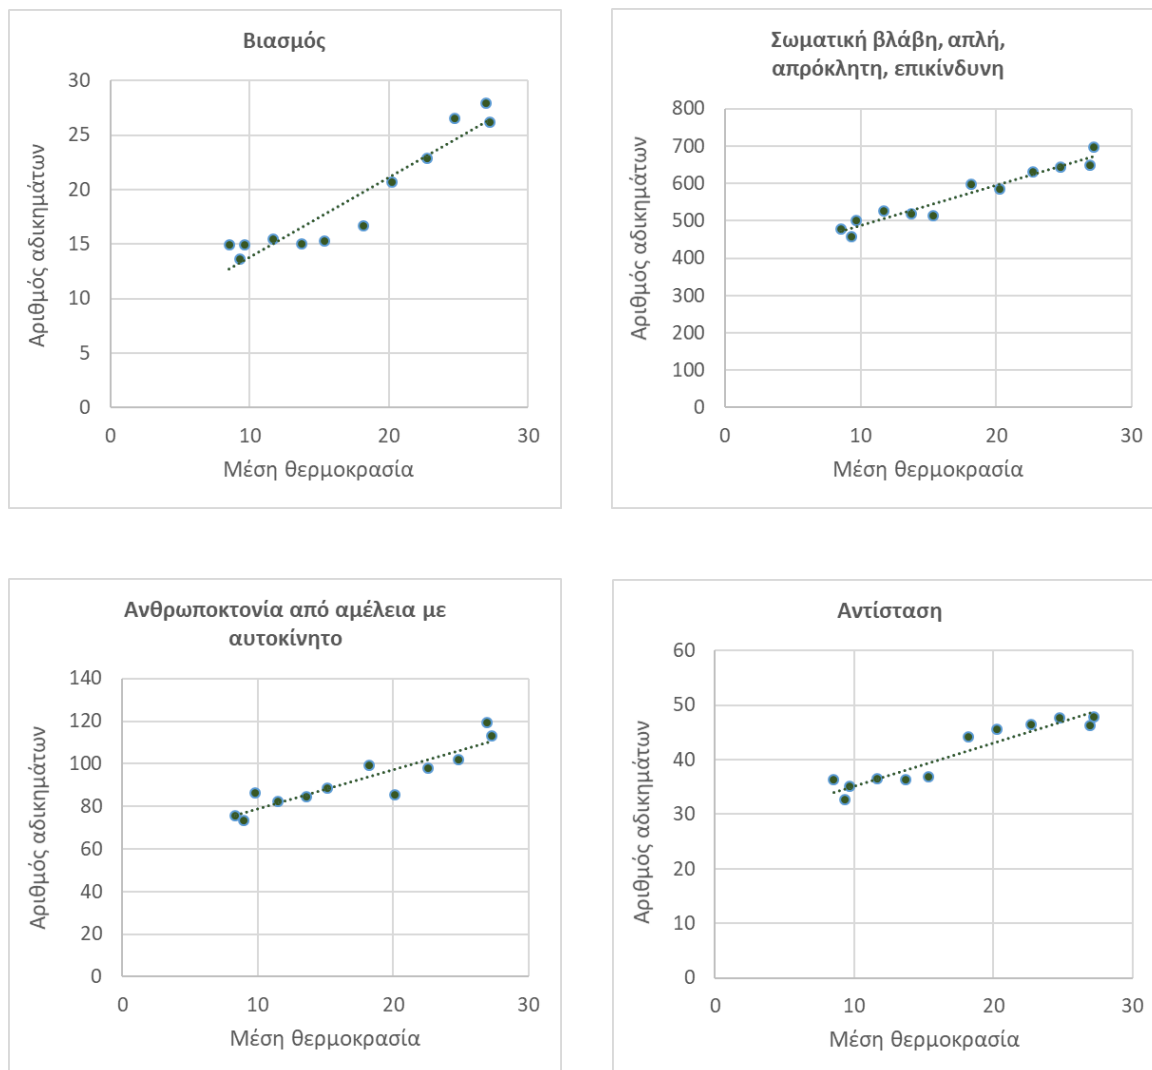 Βιασμός
30
25
20
15
10
5
0
0 10 20 30
Αριθμός αδικημάτων
Μέση θερμοκρασία
Σωματική βλάβη, απλή,
απρόκλητη, επικίνδυνη
800
700
600
500
400
300
200
100
0
0 10 20 30
Αριθμός αδικημάτων
Μέση θερμοκρασία
Ανθρωποκτονία από αμέλεια με
αυτοκίνητο
140
120
100
80
60
40
20
0
0 10 20 30
Αριθμός αδικημάτων
Μέση θερμοκρασία
Αντίσταση
60
50
40
30
20
10
0
0 10 20 30
Αριθμός αδικημάτων
Μέση θερμοκρασία